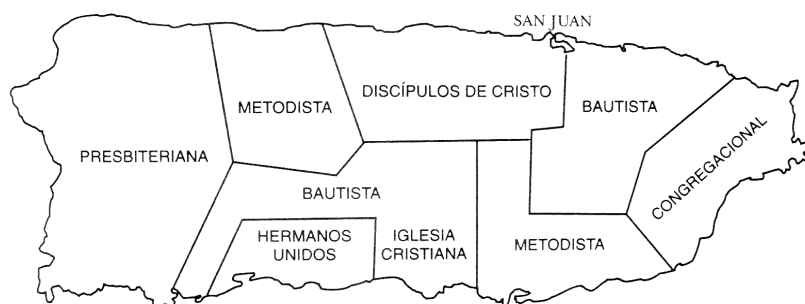 SAN JUAN
DISCÍPULOS DE CRISTO
METODISTA
BAUTISTA
PRESBITERIANA
CONGREGACIONAL
BAUTISTA
HERMANOS
UNIDOS
IGLESIA
CRISTIANA
METODISTA